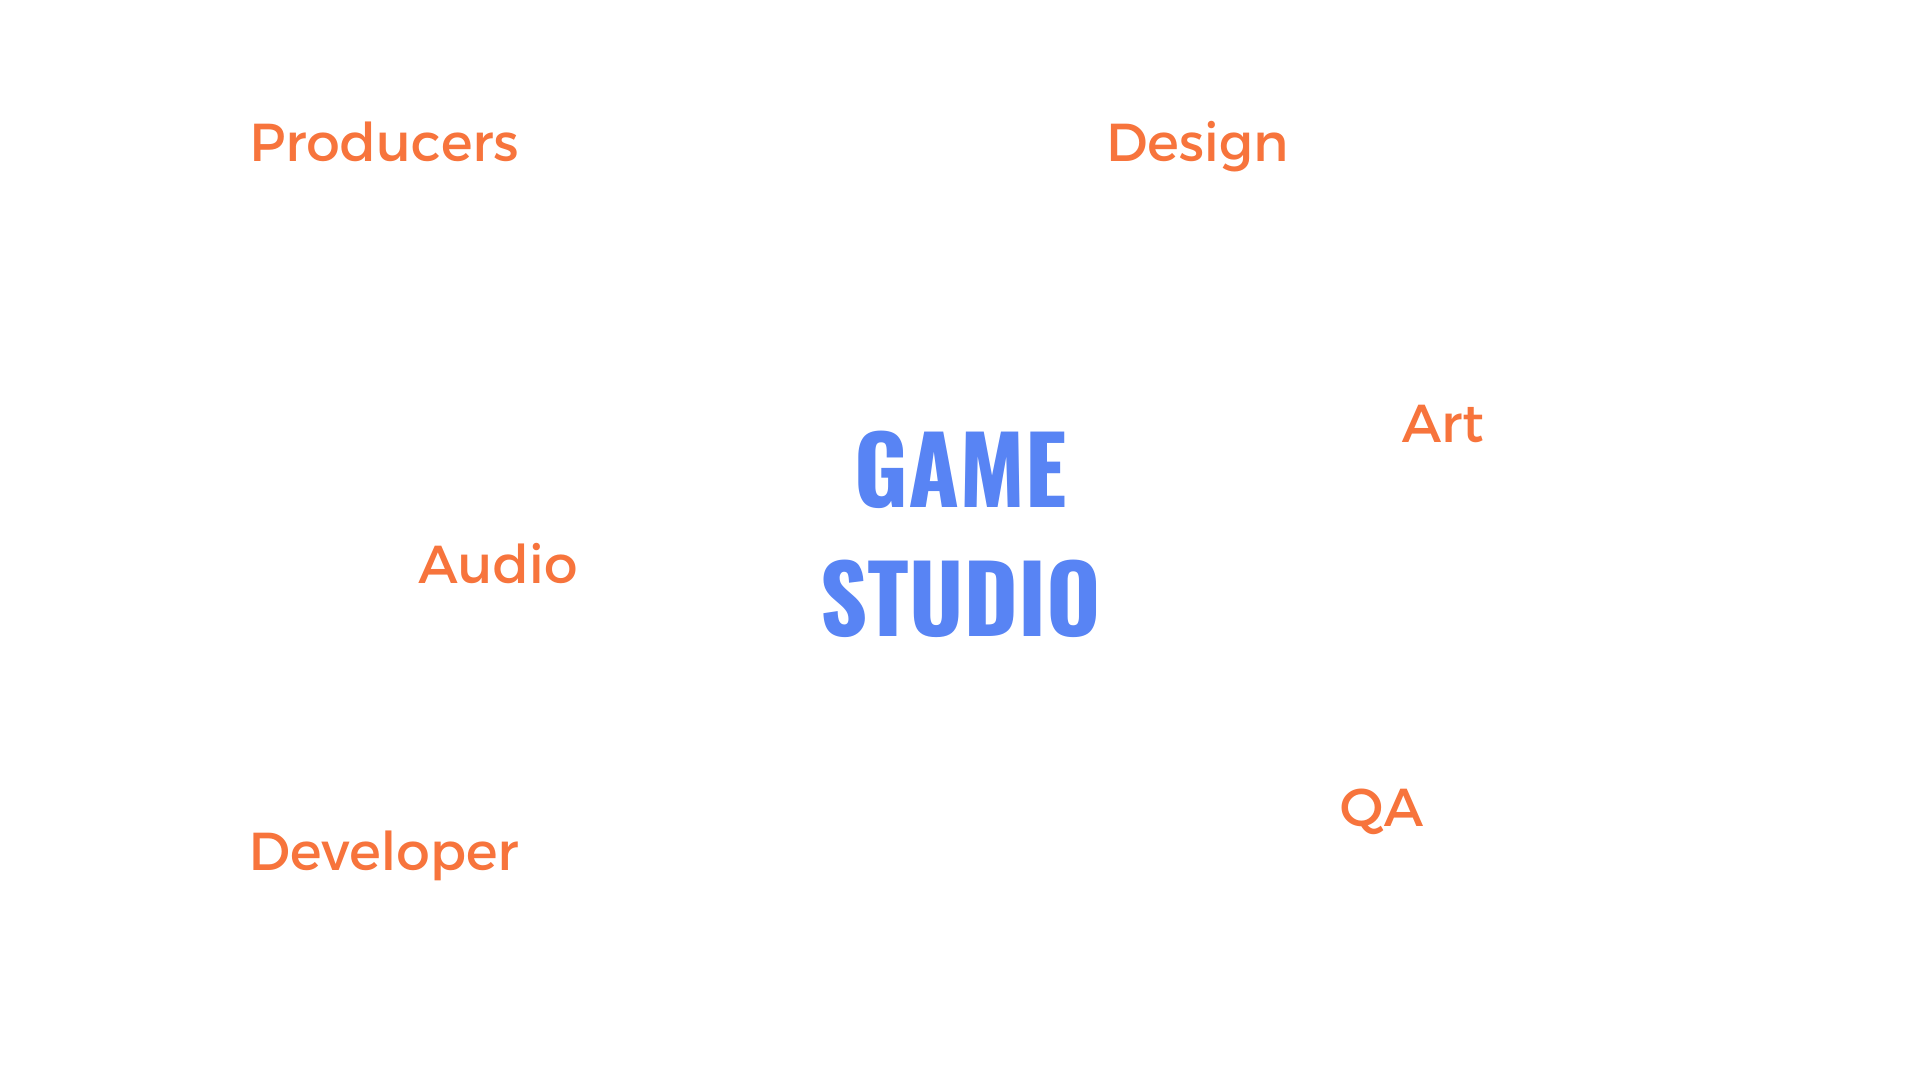 Producers
Design
Art
GAME
STUDIO
Audio
QA
Developer